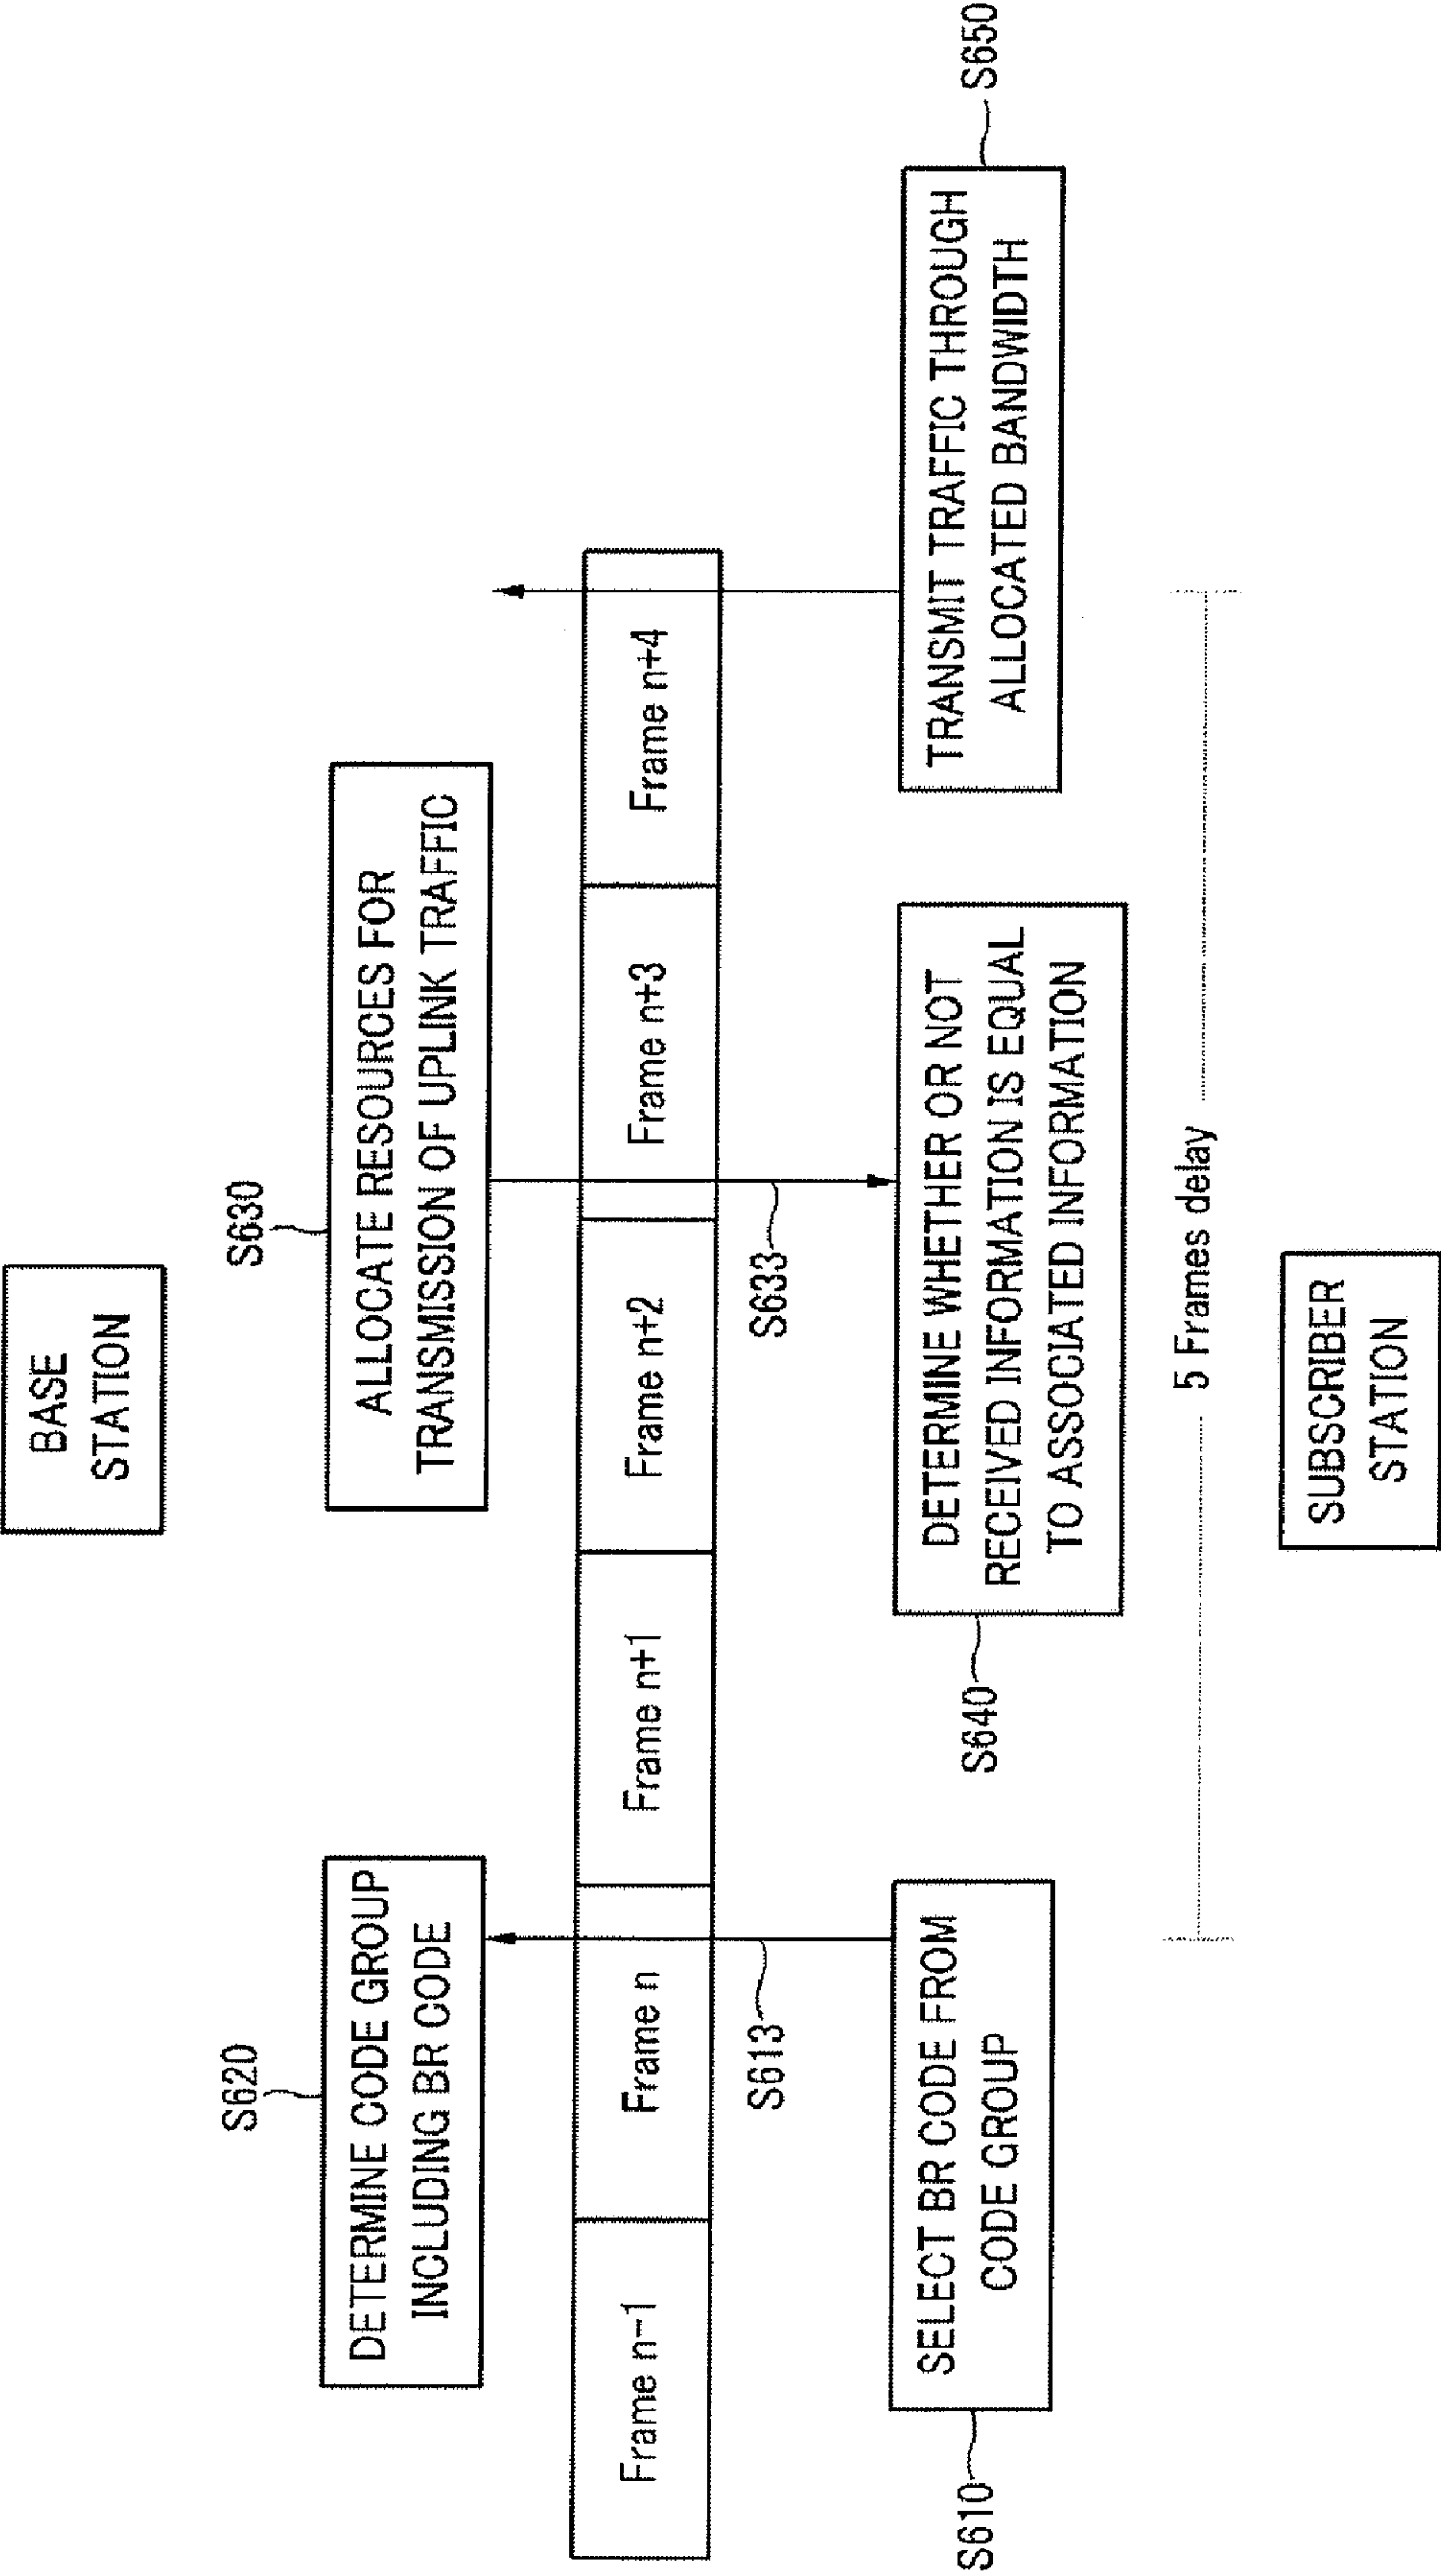 BASE
STATION
S620
DETERMINE CODE GROUP
INCLUDING BR CODE
S630
ALLOCATE RESOURCES FOR
TRANSMISSION OF UPLINK TRAFFIC
Frame n-1
Frame n
Frame n+1
Frame n+2
Frame n+3
Frame n+4
S613
S633
S610
SELECT BR CODE FROM
CODE GROUP
S640
DETERMINE WHETHER OR NOT
RECEIVED INFORMATION IS EQUAL
TO ASSOCIATED INFORMATION
TRANSMIT TRAFFIC THROUGH
ALLOCATED BANDWIDTH
S650
5 Frames delay
SUBSCRIBER
STATION